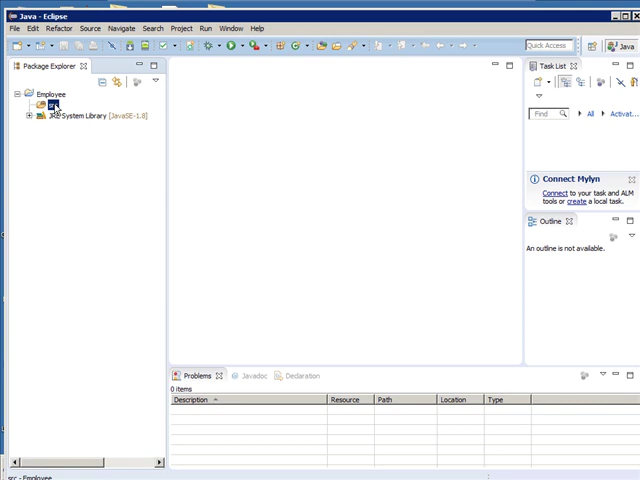 Java - Eclipse
File Edit Refactor Source Navigate Search Project Run Window Help
Quick Access
Java
Package Explorer
Employee
src
JRE System Library [JavaSE-1.8]
Task List
Find
All
Activat...
Connect Mylyn
Connect to your task and ALM
tools or create a local task.
Outline
An outline is not available.
Problems Javadoc Declaration
0 items
Description Resource Path Location Type
src - Employee